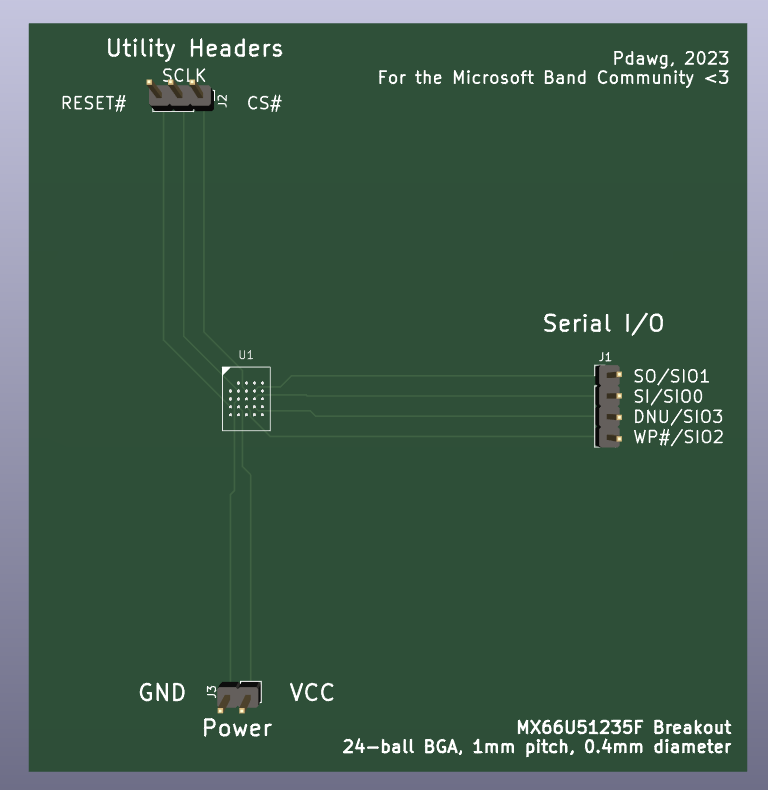 Utility Headers
Pdawg, 2023
For the Microsoft Band Community <3
SCLK
RESET#
J2
CS#
Serial I/O
U1
J1
SO/SIO1
SI/SIO0
DNU/SIO3
WP#/SIO2
GND
J3
VCC
Power
MX66U51235F Breakout
24-ball BGA, 1mm pitch, 0.4mm diameter